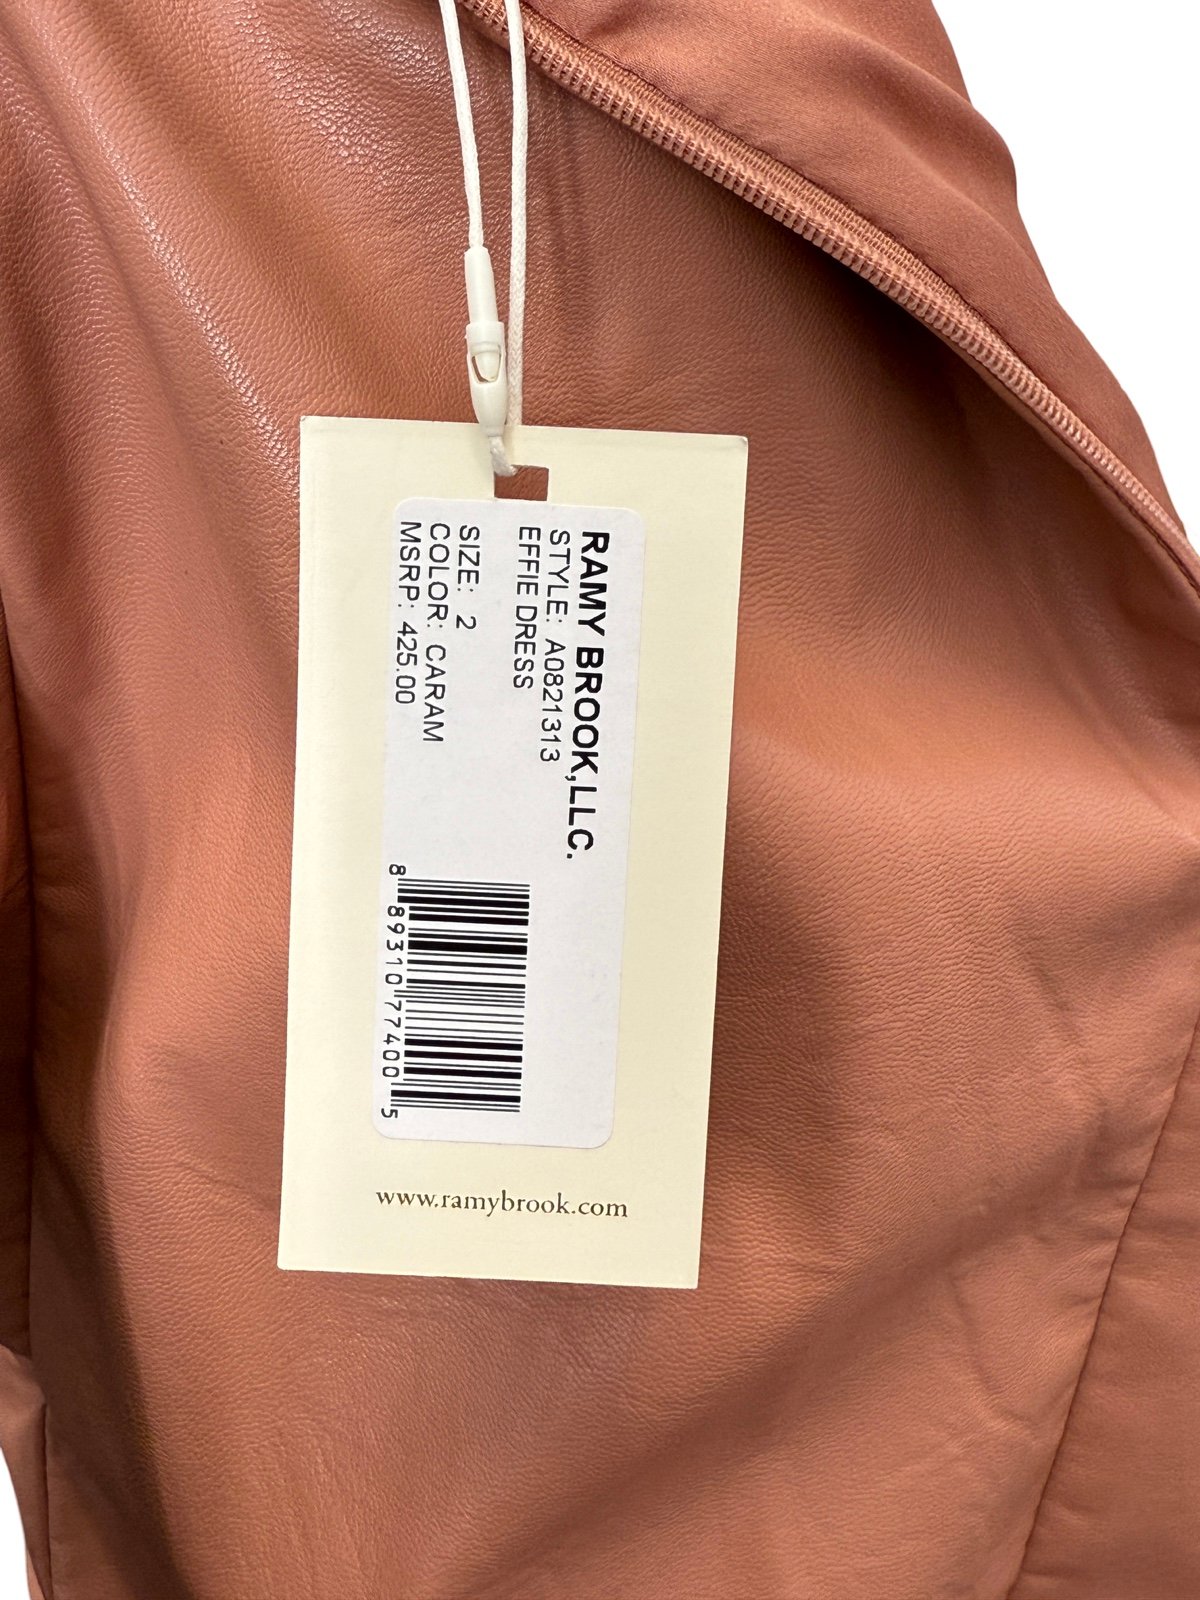 RAMY BROOK,LLC.
STYLE: A0821313
EFFIE DRESS
SIZE: 2
COLOR: CARAM
MSRP: 425.00
8 89310 77400 5
www.ramybrook.com